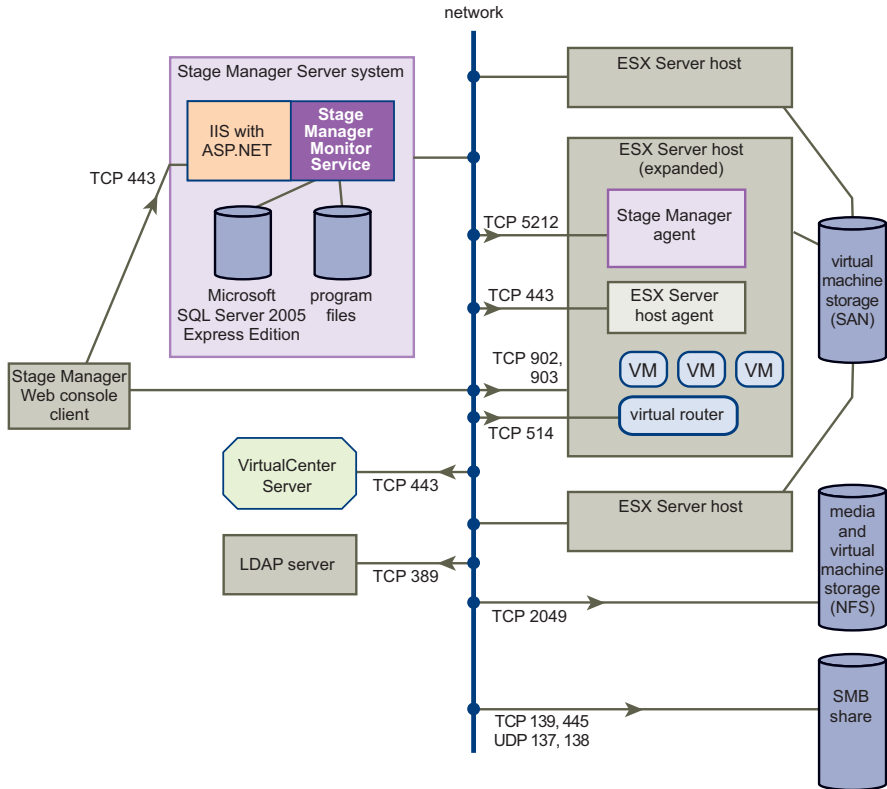 network
Stage Manager Server system
IIS with
ASP.NET
Stage
Manager
Monitor
Service
TCP 443
Microsoft
SQL Server 2005
Express Edition
program
files
Stage Manager
Web console
client
ESX Server host
ESX Server host
(expanded)
TCP 5212
Stage Manager
agent
TCP 443
ESX Server
host agent
TCP 902,
903
VM
VM
VM
virtual router
TCP 514
virtual
machine
storage
(SAN)
VirtualCenter
Server
TCP 443
ESX Server host
LDAP server
TCP 389
media
and
virtual
machine
storage
(NFS)
TCP 2049
TCP 139, 445
UDP 137, 138
SMB
share